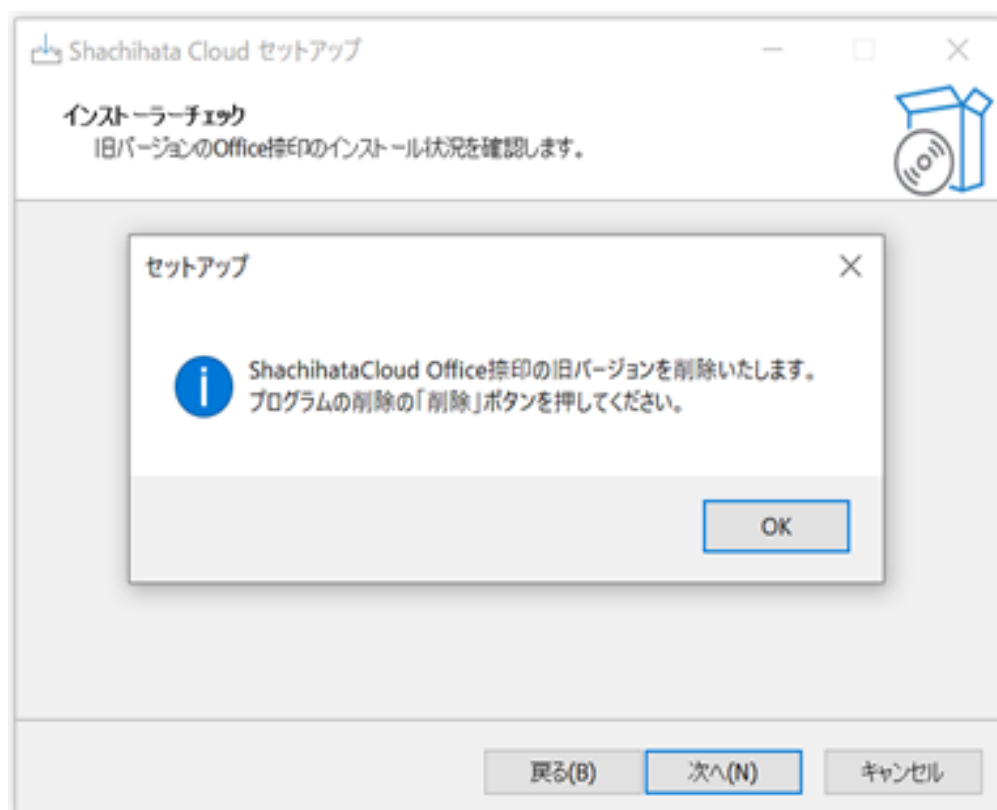 Shachihata Cloud セットアップ
インストーラーチェック
旧バージョンのOffice捺印のインストール状況を確認します。
セットアップ
ShachihataCloud Office捺印の旧バージョンを削除いたします。
プログラムの削除の「削除」ボタンを押してください。
OK
戻る(B) 次へ(N) キャンセル